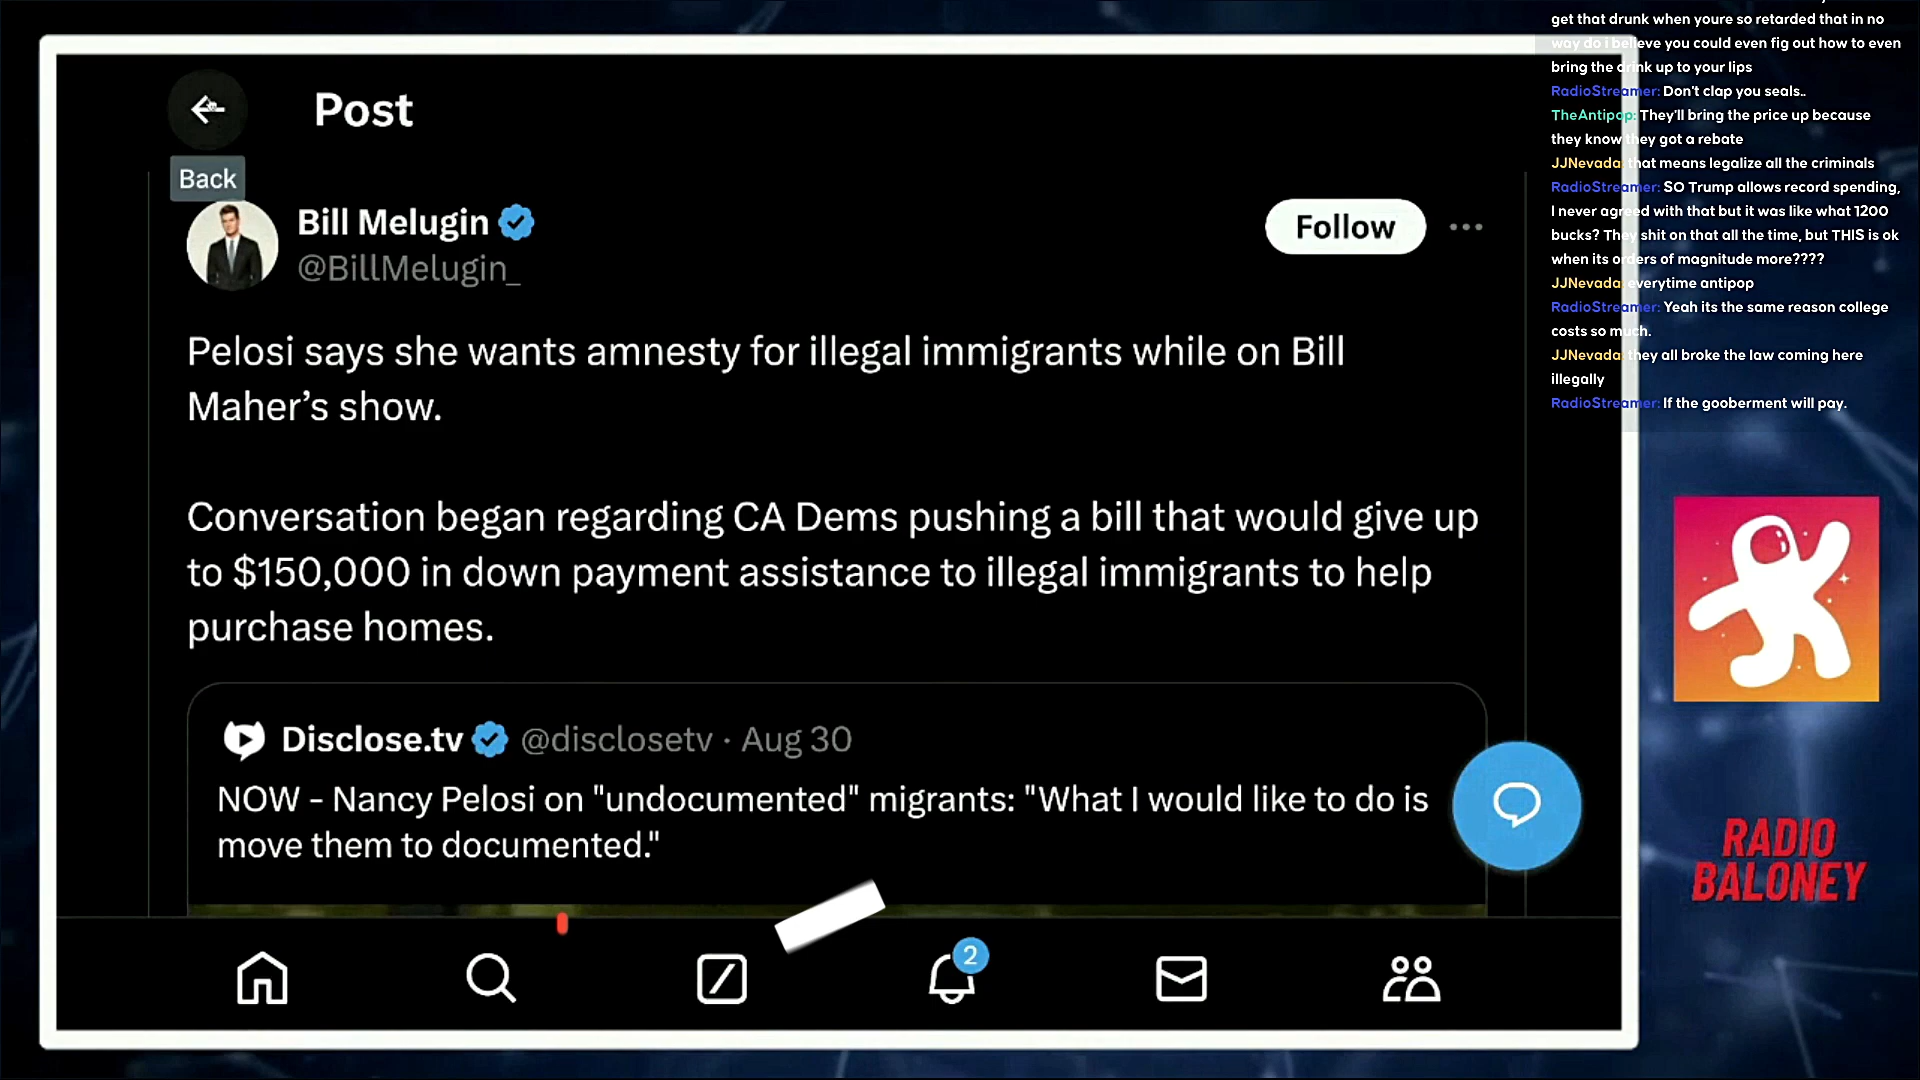 Post
Back
Bill Melugin
@BillMelugin_
Follow
Pelosi says she wants amnesty for illegal immigrants while on Bill
Maher’s show.
Conversation began regarding CA Dems pushing a bill that would give up
to $150,000 in down payment assistance to illegal immigrants to help
purchase homes.
Disclose.tv @disclosetv · Aug 30
NOW - Nancy Pelosi on "undocumented" migrants: "What I would like to do is
move them to documented."
2
get that drunk when youre so retarded that in no
way do i believe you could even fig out how to even
bring the drink up to your lips
RadioStreamer: Don't clap you seals..
TheAntipop: They'll bring the price up because
they know they got a rebate
JJNevada: that means legalize all the criminals
RadioStreamer: SO Trump allows record spending,
I never agreed with that but it was like what 1200
bucks? They shit on that all the time, but THIS is ok
when its orders of magnitude more????
JJNevada: everytime antipop
RadioStreamer: Yeah its the same reason college
costs so much.
JJNevada: they all broke the law coming here
illegally
RadioStreamer: If the gooberment will pay.
RADIO
BALONEY